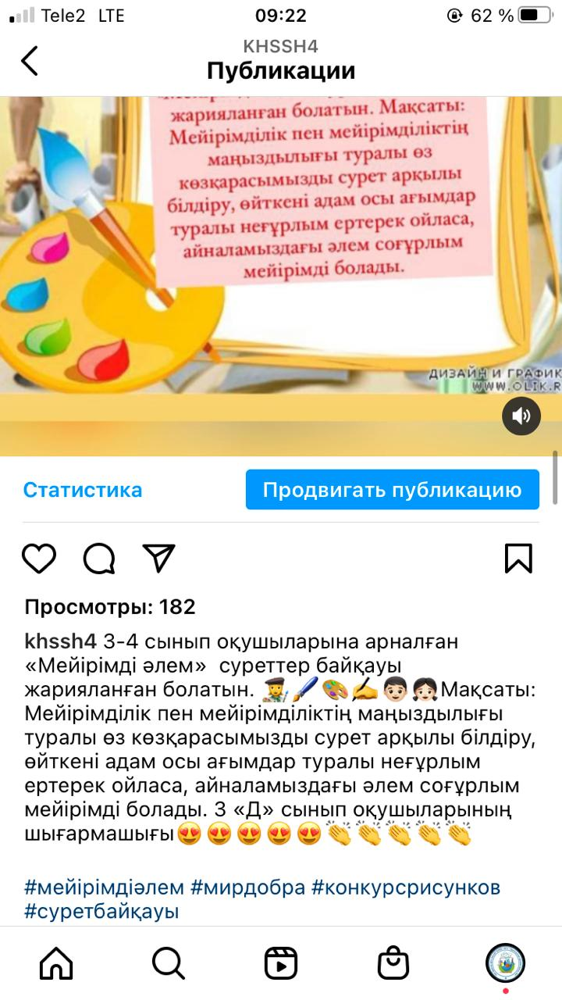 Tele2 LTE 09:22 62 %
KHSSH4
Публикации
жарияланған болатын. Мақсаты:
Мейірімділік пен мейірімділіктің
маңыздылығы туралы өз
көзқарасымызды сурет арқылы
білдіру, өйткені адам осы ағымдар
туралы неғұрлым ертерек ойласа,
айналамыздағы әлем соғұрлым
мейірімді болады.
ДИЗАЙН И ГРАФИК
WWW.OLIK.R
Статистика Продвигать публикацию
Просмотры: 182
khssh4 3-4 сынып оқушыларына арналған
«Мейірімді әлем» суреттер байқауы
жарияланған болатын. 👩‍🎨🖌️🎨✍️👦🏻👧🏻Мақсаты:
Мейірімділік пен мейірімділіктің маңыздылығы
туралы өз көзқарасымызды сурет арқылы білдіру,
өйткені адам осы ағымдар туралы неғұрлым
ертерек ойласа, айналамыздағы әлем соғұрлым
мейірімді болады. 3 «Д» сынып оқушыларының
шығармашығы😍😍😍😍😍👏👏👏👏👏
#мейірімдіәлем #мирдобра #конкурсрисунков
#суретбайқауы